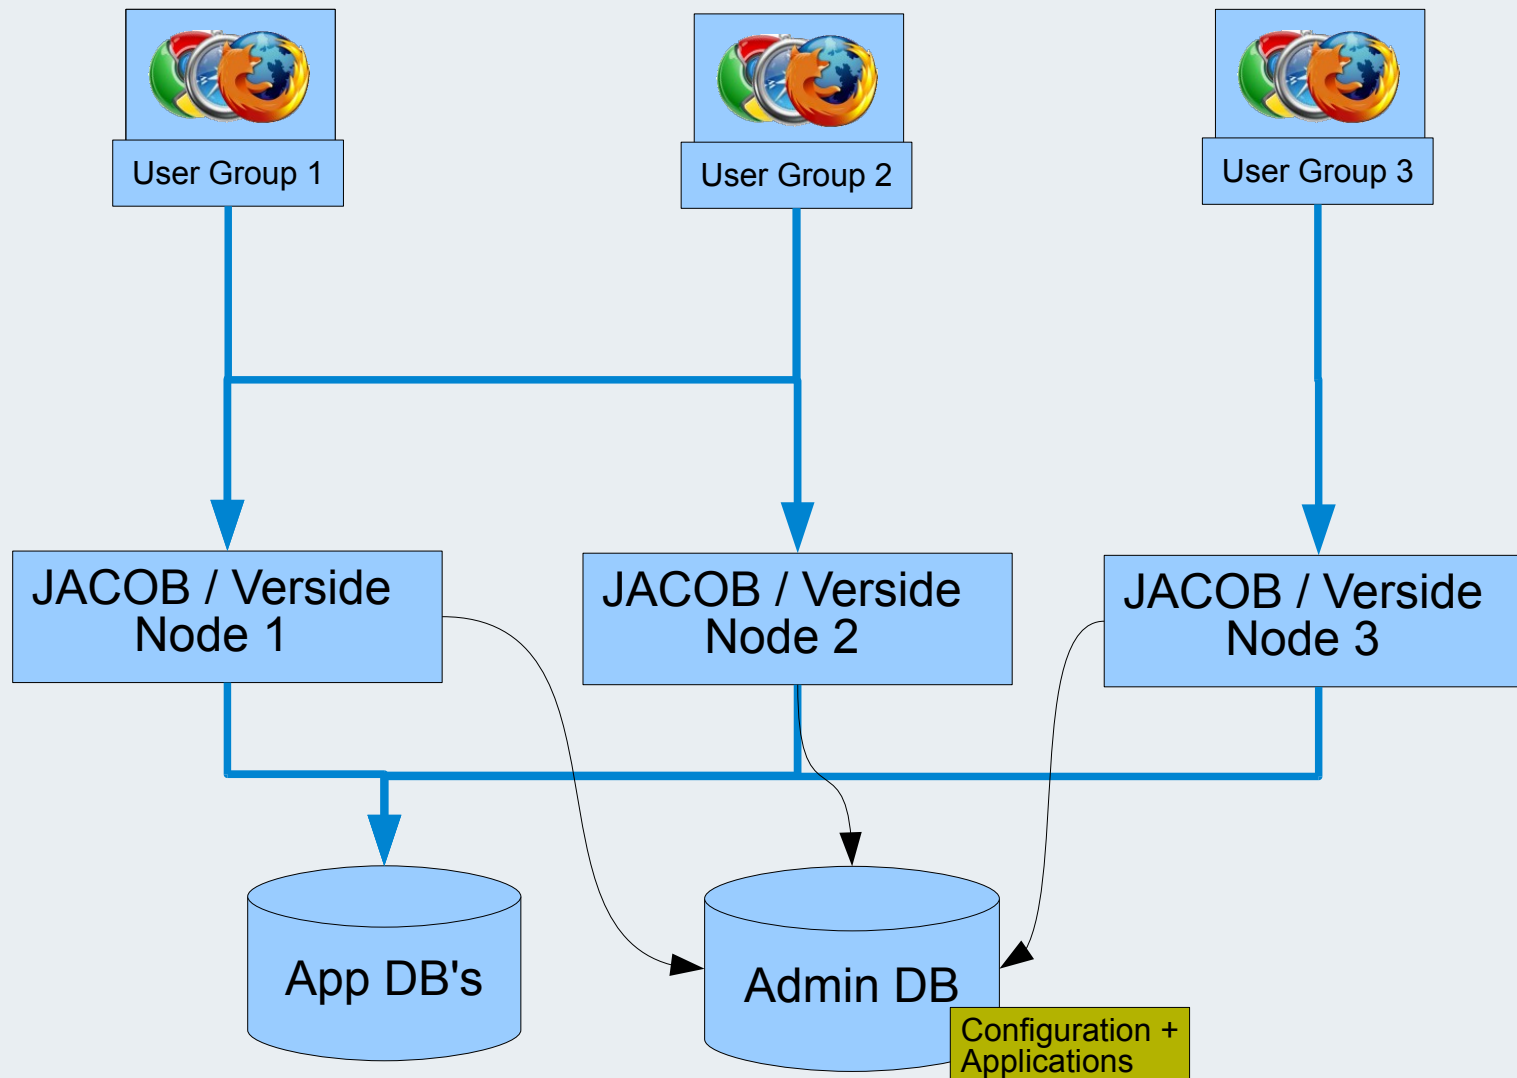 User Group 1
User Group 2
User Group 3
JACOB / Verside
Node 1
JACOB / Verside
Node 2
JACOB / Verside
Node 3
App DB's
Admin DB
Configuration +
Applications